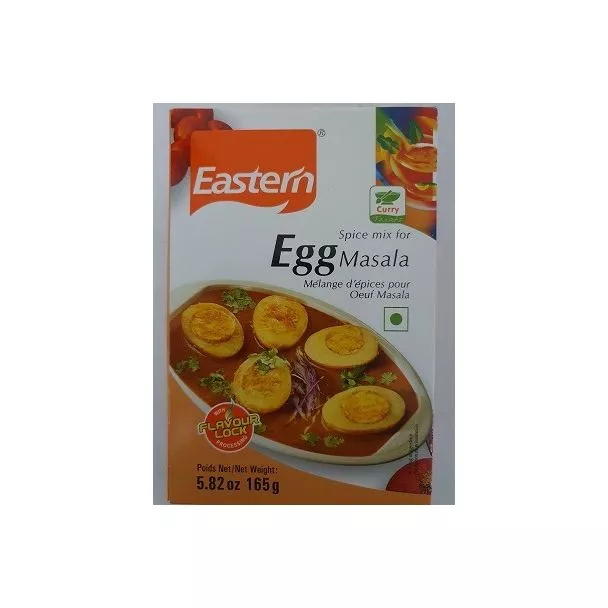 Eastern®
Curry
Spice mix for
Egg Masala
Mélange d'épices pour
Oeuf Masala
FLAVOUR
LOCK
PROCESSING
Poids Net/Net Weight:
5.82 oz 165g